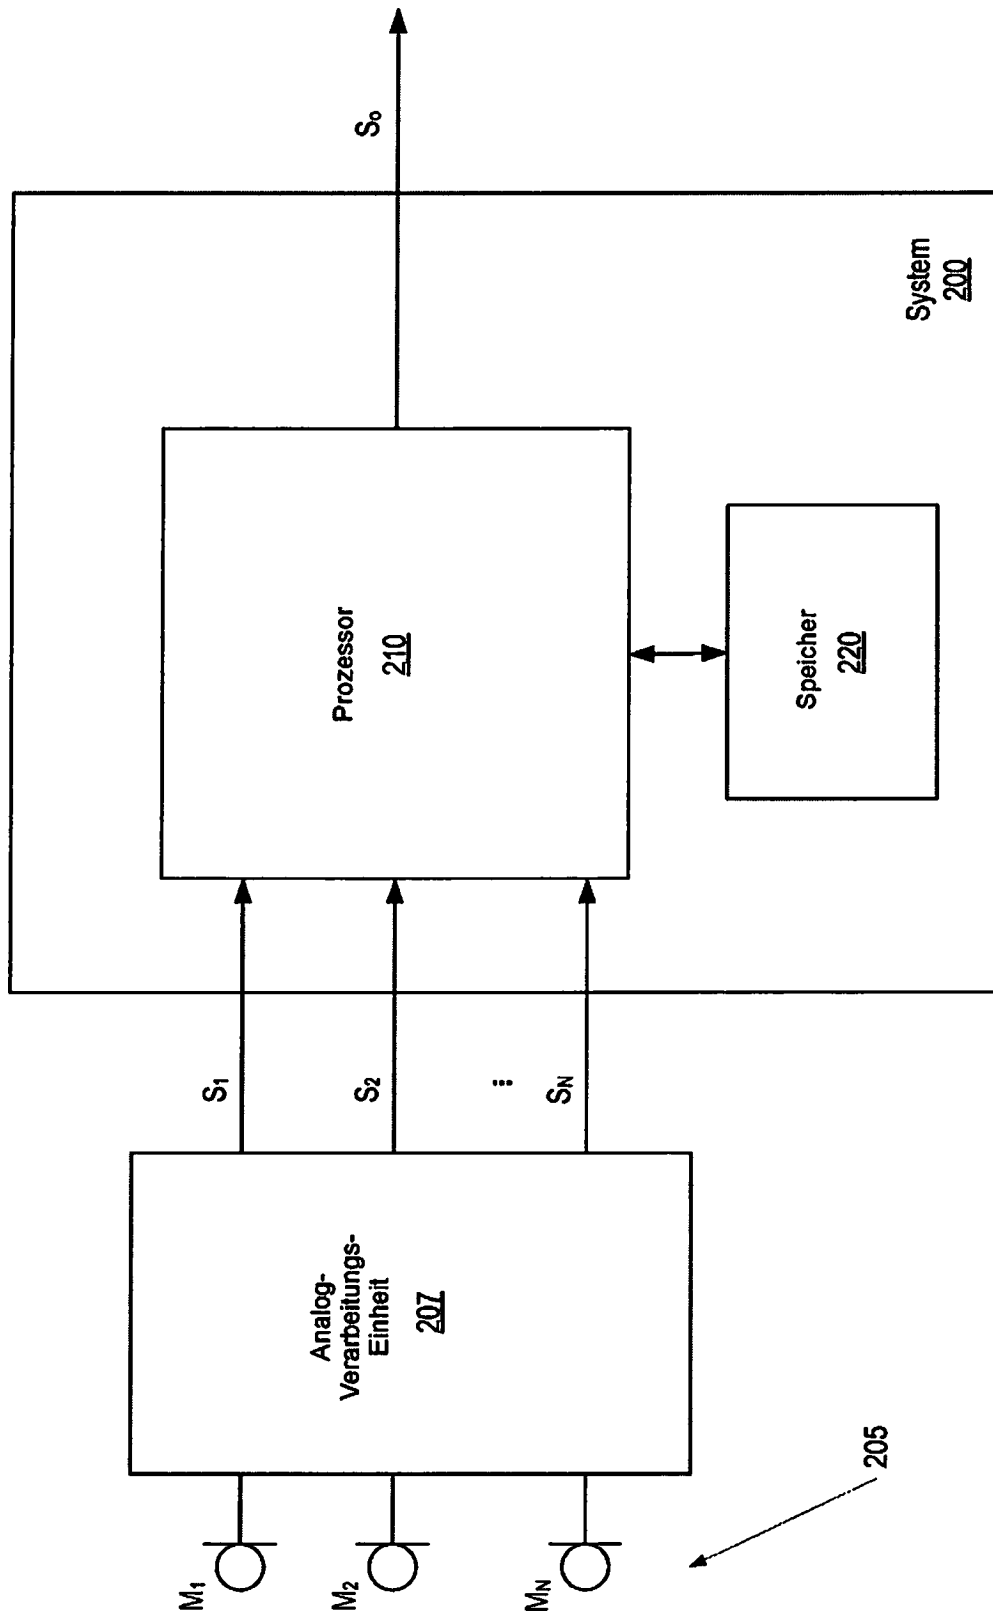 M1
M2
MN
205
Analog-
Verarbeitungs-
Einheit
207
S1
S2
...
SN
Prozessor
210
Speicher
220
System
200
So